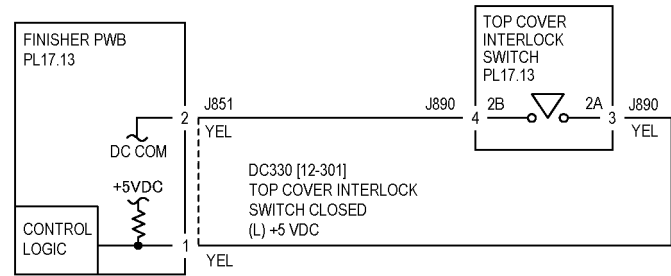 FINISHER PWB
PL17.13
DC COM
+5VDC
CONTROL
LOGIC
2
J851
YEL
1
YEL
DC330 [12-301]
TOP COVER INTERLOCK
SWITCH CLOSED
(L) +5 VDC
TOP COVER
INTERLOCK
SWITCH
PL17.13
J890
4
2B
2A
3
J890
YEL